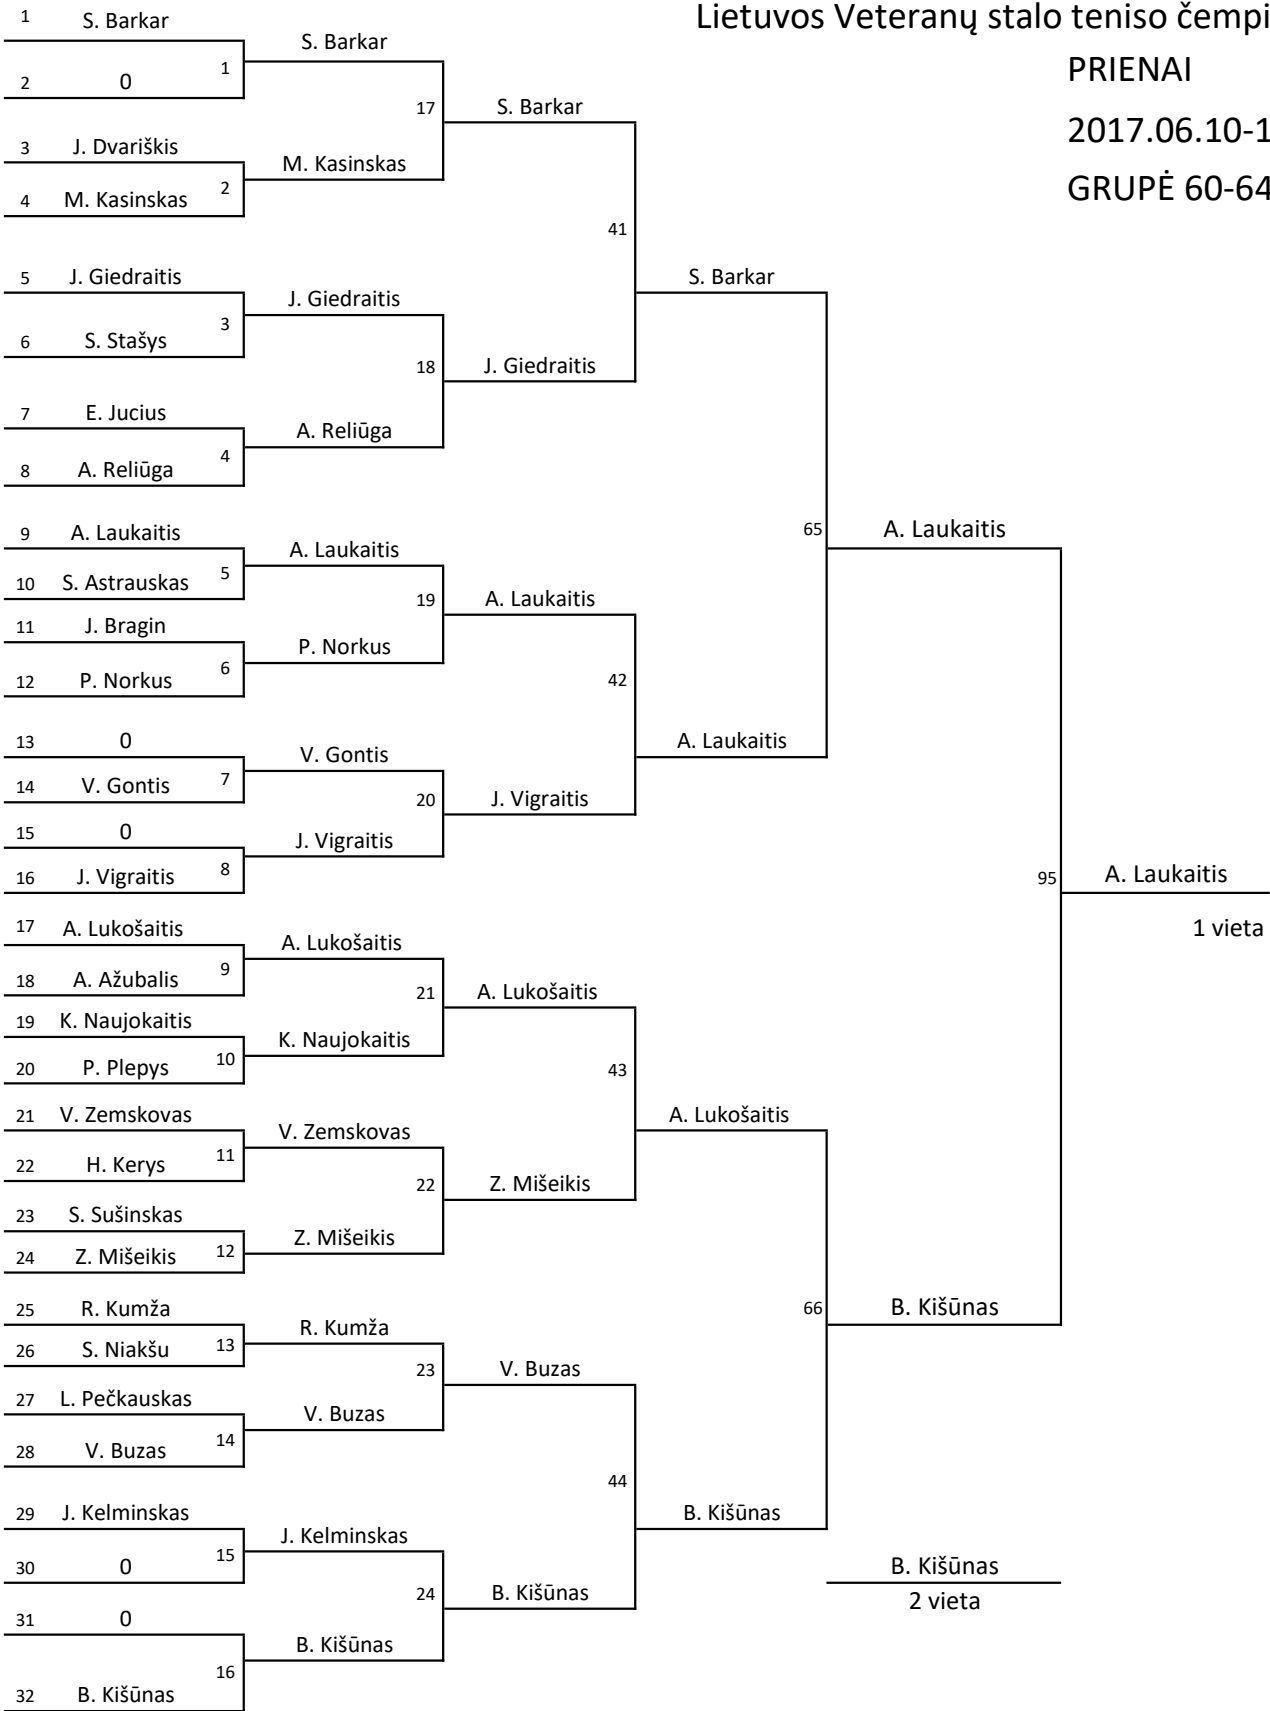 Lietuvos Veteranų stalo teniso čempi
PRIENAI
2017.06.10-1
GRUPĖ 60-64
1 S. Barkar
2 0
1
S. Barkar
3 J. Dvariškis
4 M. Kasinskas
2
M. Kasinskas
17
S. Barkar
5 J. Giedraitis
6 S. Stašys
3
J. Giedraitis
7 E. Jucius
8 A. Reliūga
4
A. Reliūga
18
J. Giedraitis
41
S. Barkar
9 A. Laukaitis
10 S. Astrauskas
5
A. Laukaitis
11 J. Bragin
12 P. Norkus
6
P. Norkus
19
A. Laukaitis
13 0
14 V. Gontis
7
V. Gontis
15 0
16 J. Vigraitis
8
J. Vigraitis
20
J. Vigraitis
42
A. Laukaitis
65
A. Laukaitis
17 A. Lukošaitis
18 A. Ažubalis
9
A. Lukošaitis
19 K. Naujokaitis
20 P. Plepys
10
K. Naujokaitis
21
A. Lukošaitis
21 V. Zemskovas
22 H. Kerys
11
V. Zemskovas
23 S. Sušinskas
24 Z. Mišeikis
12
Z. Mišeikis
22
Z. Mišeikis
43
A. Lukošaitis
25 R. Kumža
26 S. Niakšu
13
R. Kumža
27 L. Pečkauskas
28 V. Buzas
14
V. Buzas
23
V. Buzas
29 J. Kelminskas
30 0
15
J. Kelminskas
31 0
32 B. Kišūnas
16
B. Kišūnas
24
B. Kišūnas
44
B. Kišūnas
66
B. Kišūnas
95
A. Laukaitis
1 vieta
B. Kišūnas
2 vieta